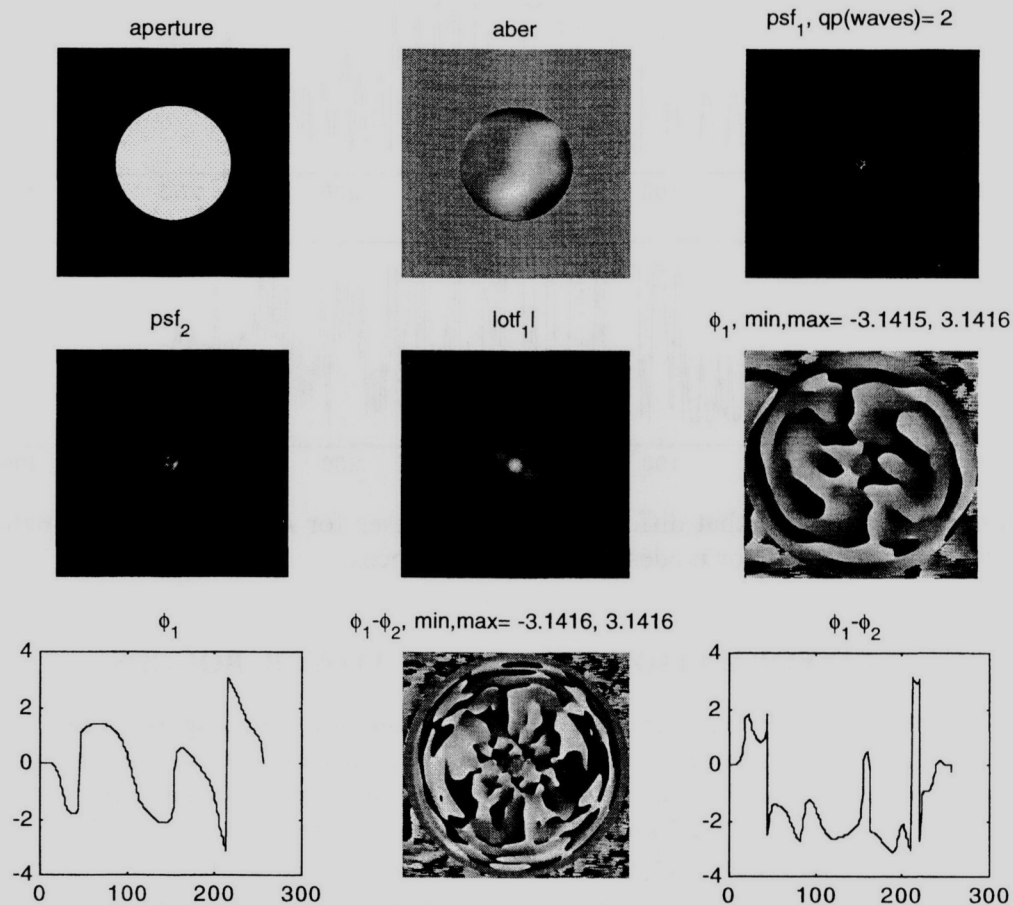 aperture
aber
psf₁, qp(waves)= 2
psf₂
|otf₁|
ϕ₁, min,max= -3.1415, 3.1416
ϕ₁
ϕ₁-ϕ₂, min,max= -3.1416, 3.1416
ϕ₁-ϕ₂
4
2
0
-2
-4
0
100
200
300
4
2
0
-2
-4
0
100
200
300